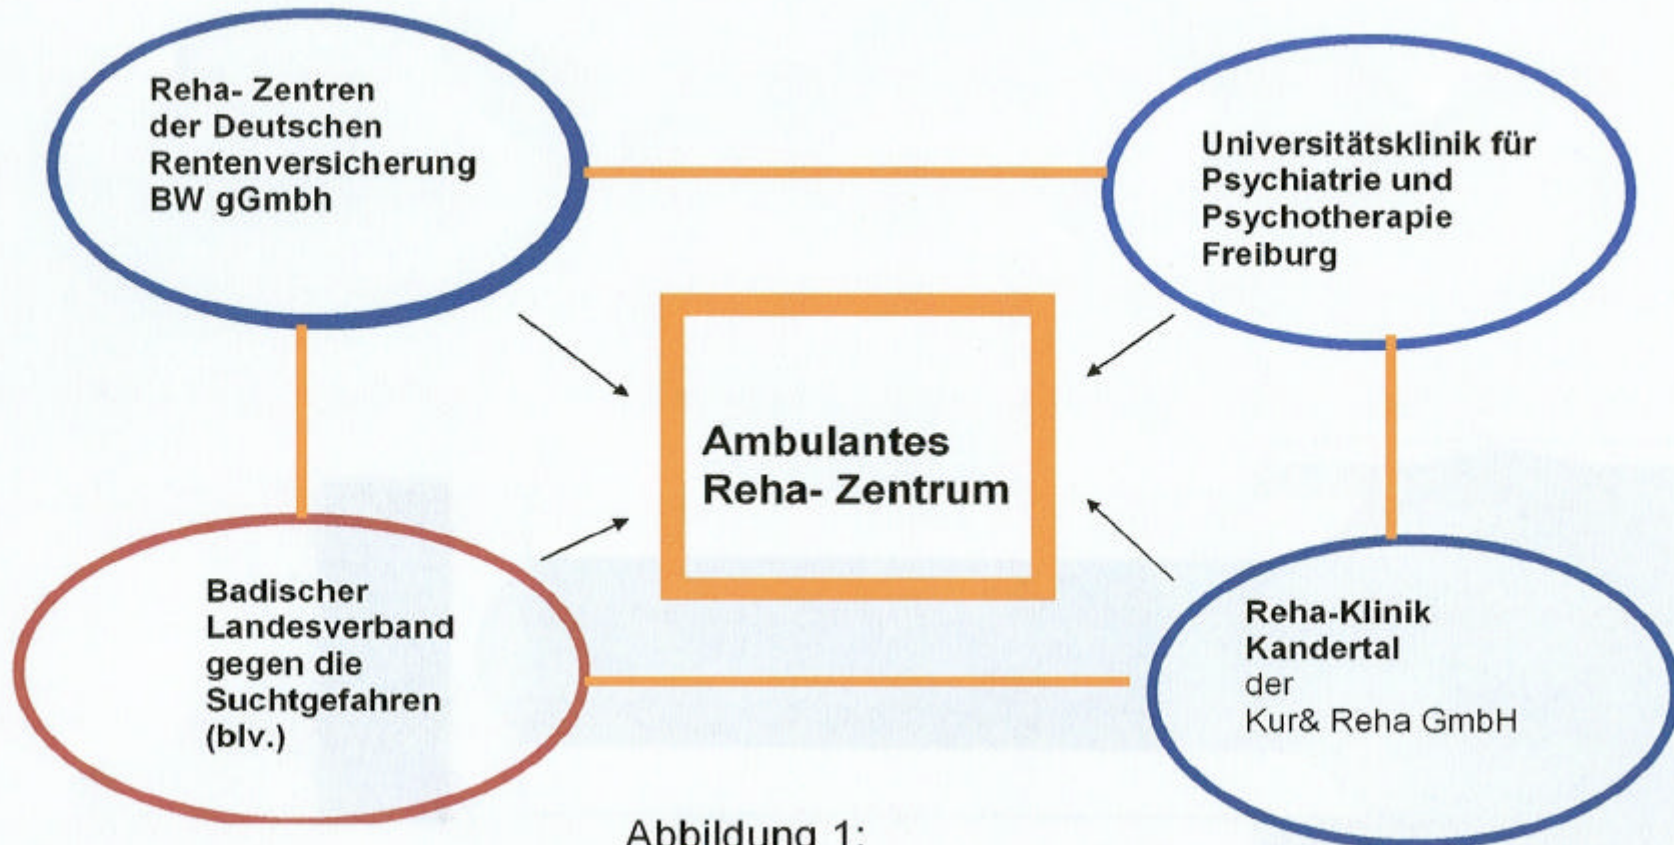 Reha- Zentren
der Deutschen
Rentenversicherung
BW gGmbh
Universitätsklinik für
Psychiatrie und
Psychotherapie
Freiburg
Ambulantes
Reha- Zentrum
Badischer
Landesverband
gegen die
Suchtgefahren
(blv.)
Reha-Klinik
Kandertal
der
Kur& Reha GmbH
Abbildung 1: